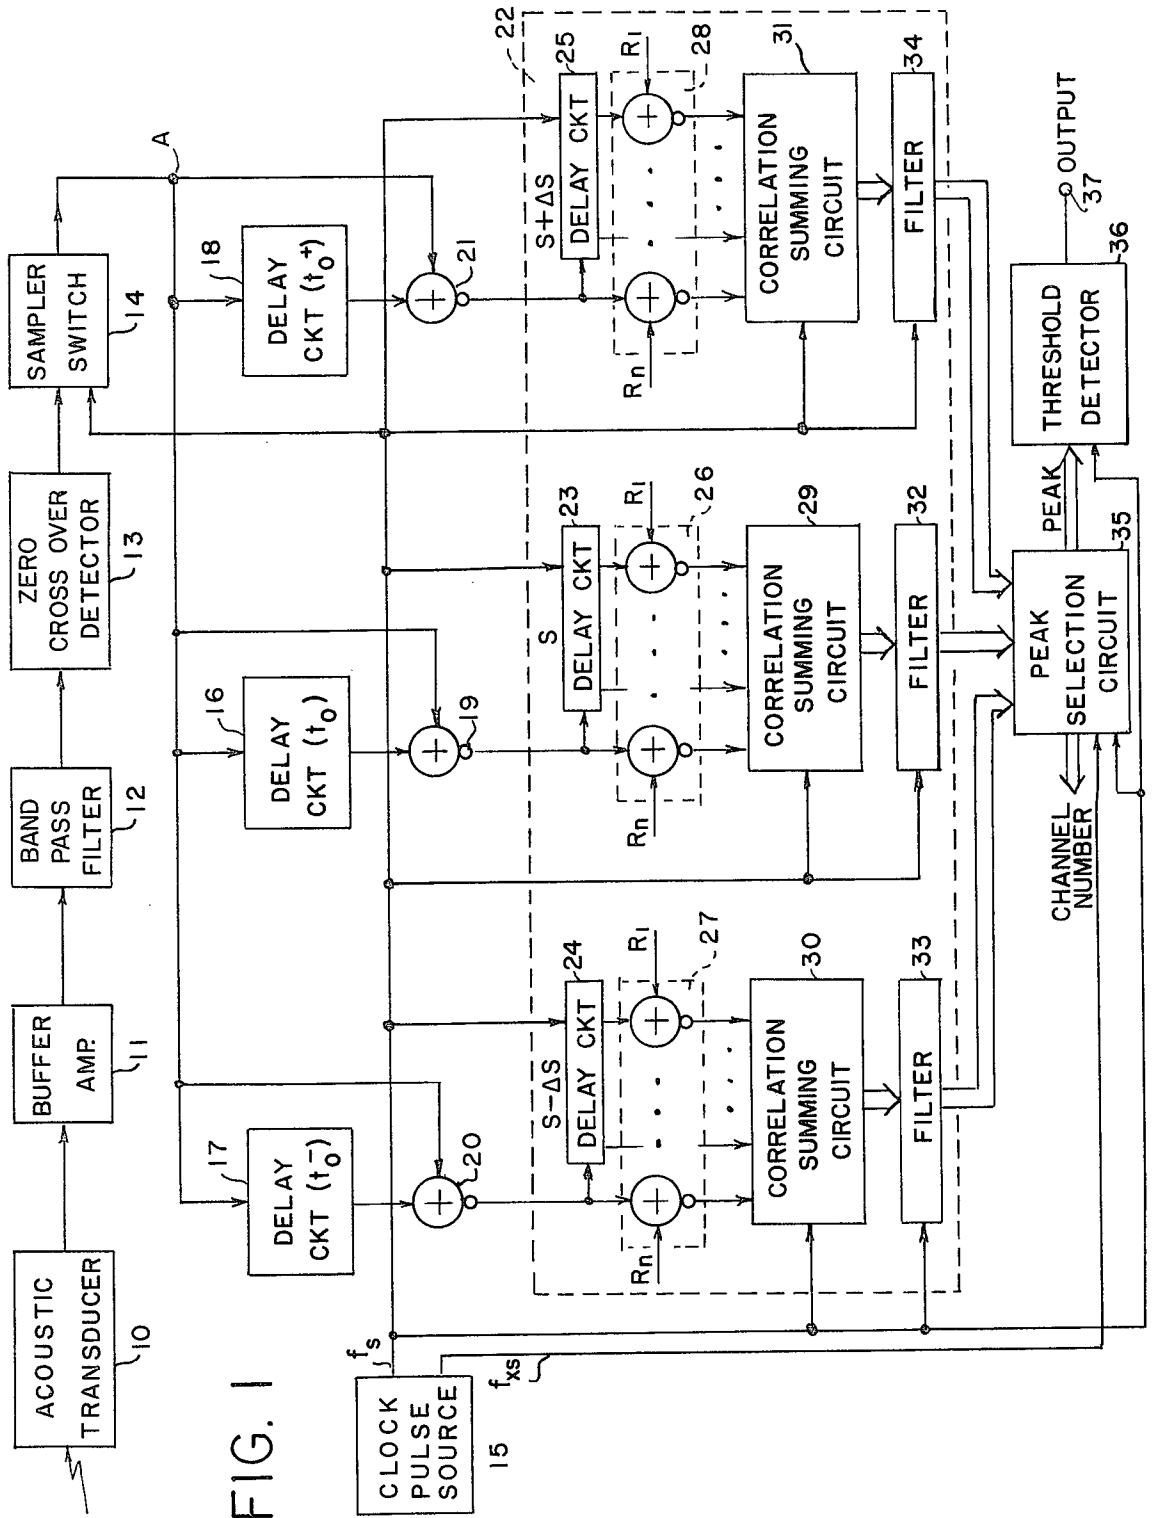 ACOUSTIC
TRANSDUCER
10
BUFFER
AMP.
11
BAND
PASS
FILTER
12
ZERO
CROSS OVER
DETECTOR
13
SAMPLER
SWITCH
14
A
17
DELAY
CKT (t₀⁻)
16
DELAY
CKT (t₀)
18
DELAY
CKT (t₀⁺)
20
19
21
FIG. 1
CLOCK
PULSE
SOURCE
15
fs
fxs
22
S−ΔS
24
DELAY CKT
S
23
DELAY CKT
S+ΔS
25
DELAY CKT
Rn
R1
27
Rn
R1
26
Rn
R1
28
CORRELATION
SUMMING
CIRCUIT
30
CORRELATION
SUMMING
CIRCUIT
29
CORRELATION
SUMMING
CIRCUIT
31
FILTER
33
FILTER
32
FILTER
34
CHANNEL
NUMBER
PEAK
SELECTION
CIRCUIT
35
PEAK
THRESHOLD
DETECTOR
36
37
OUTPUT